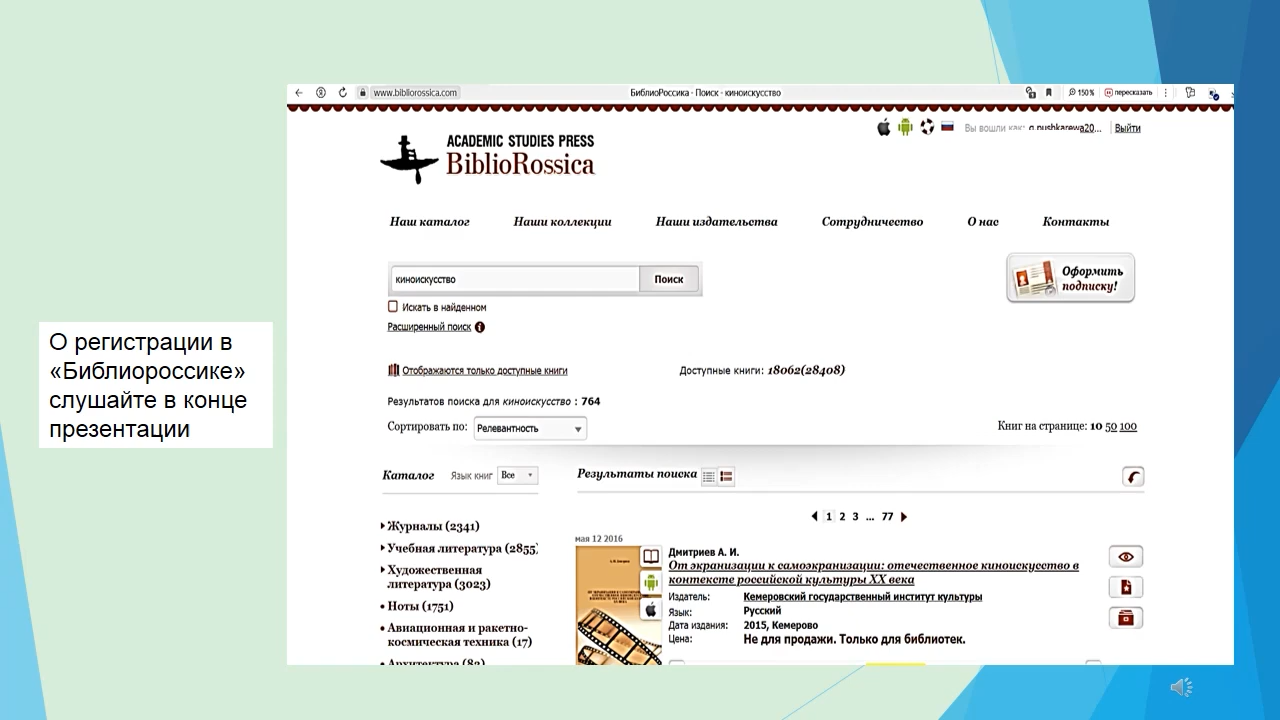 О регистрации в
«Библиороссике»
слушайте в конце
презентации
www.bibliorossica.com
БиблиоРоссика - Поиск - киноискусство
150%
пересказать
Вы вошли как:
Выйти
ACADEMIC STUDIES PRESS
BiblioRossica
Наш каталог Наши коллекции Наши издательства Сотрудничество О нас Контакты
киноискусство
Поиск
Оформить
подписку!
Искать в найденном
Расширенный поиск
Отображаются только доступные книги
Доступные книги: 18062(28408)
Результатов поиска для киноискусство : 764
Сортировать по: Релевантность
Книг на странице: 10 50 100
Каталог
Язык книг Все
Результаты поиска
1 2 3 ... 77
Журналы (2341)
Учебная литература (2855)
Художественная
литература (3023)
Ноты (1751)
Авиационная и ракетно-
космическая техника (17)
Архитектура (82)
мая 12 2016
Дмитриев А. И.
От экранизации к самоэкранизации: отечественное киноискусство в
контексте российской культуры XX века
Издатель: Кемеровский государственный институт культуры
Язык: Русский
Дата издания: 2015, Кемерово
Цена: Не для продажи. Только для библиотек.